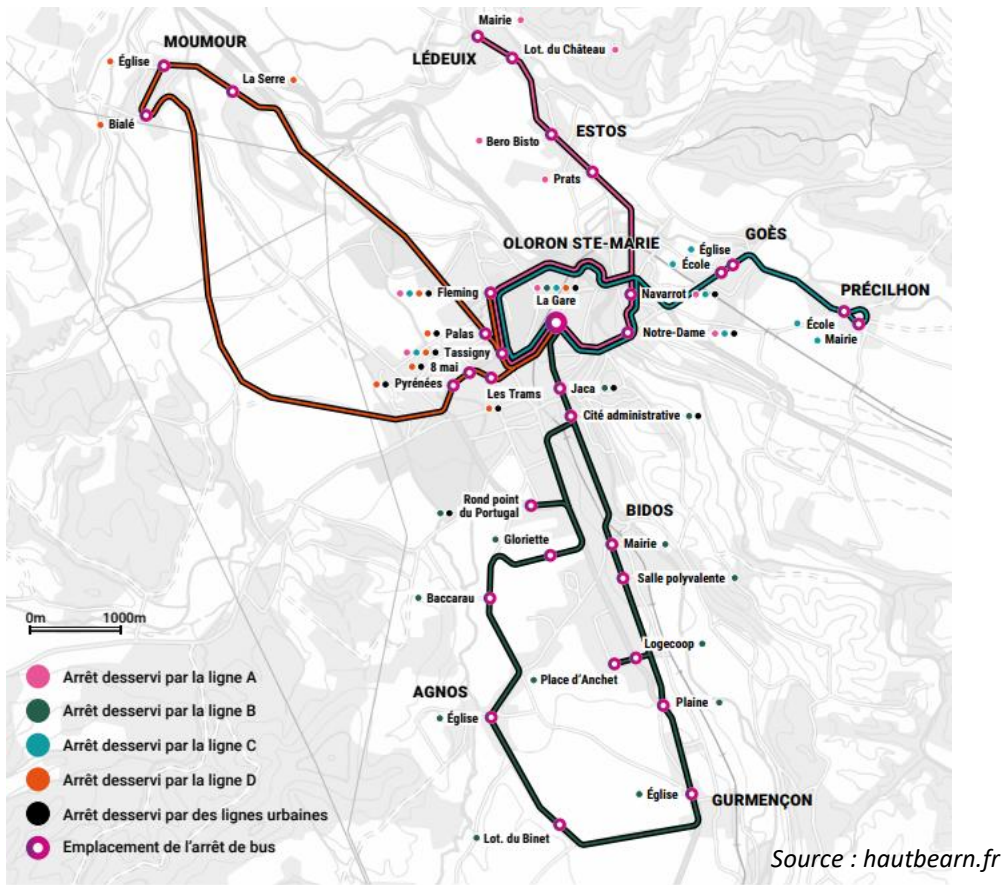 Mairie
MOUMOUR
Église
LÉDEUIX
Lot. du Château
La Serre
Bialé
ESTOS
Bero Bisto
Prats
GOÈS
OLORON STE-MARIE
Église
École
PRÉCILHON
Fleming
La Gare
Navarrot
École
Palas
Notre-Dame
Mairie
Tassigny
8 mai
Pyrénées
Les Trams
Jaca
Cité administrative
Rond point
du Portugal
BIDOS
Gloriette
Mairie
Salle polyvalente
Baccarau
0m 1000m
Logecoop
Place d'Anchet
Arrêt desservi par la ligne A
AGNOS
Plaine
Arrêt desservi par la ligne B
Église
Arrêt desservi par la ligne C
Arrêt desservi par la ligne D
Église
GURMENÇON
Arrêt desservi par des lignes urbaines
Lot. du Binet
Emplacement de l'arrêt de bus
Source : hautbearn.fr